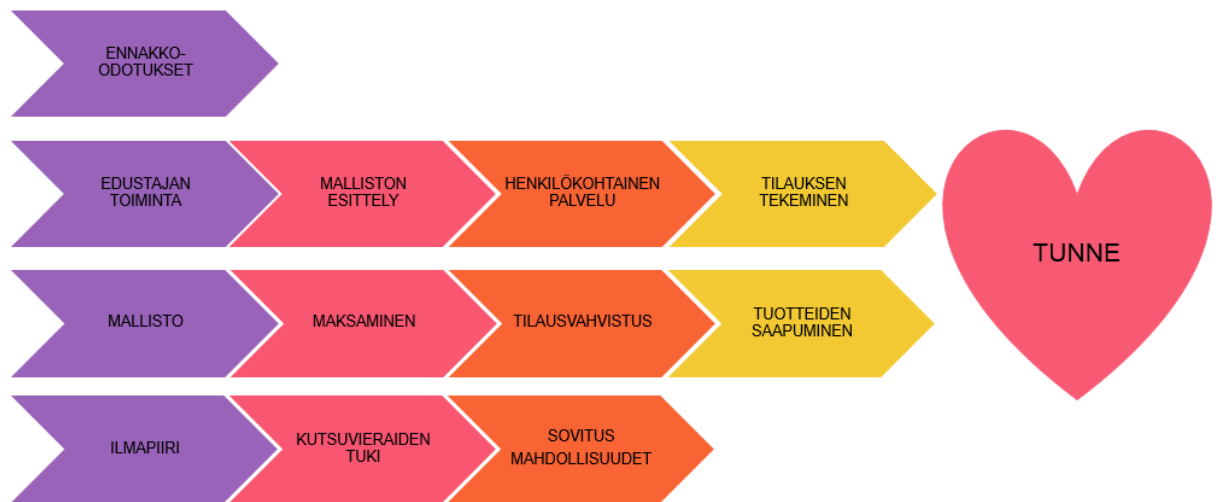 ENNAKKO-
ODOTUKSET
EDUSTAJAN
TOIMINTA
MALLISTON
ESITTELY
HENKILÖKOHTAINEN
PALVELU
TILAUKSEN
TEKEMINEN
TUNNE
MALLISTO
MAKSAMINEN
TILAUSVAHVISTUS
TUOTTEIDEN
SAAPUMINEN
ILMAPIIRI
KUTSUVIERAIDEN
TUKI
SOVITUS
MAHDOLLISUUDET